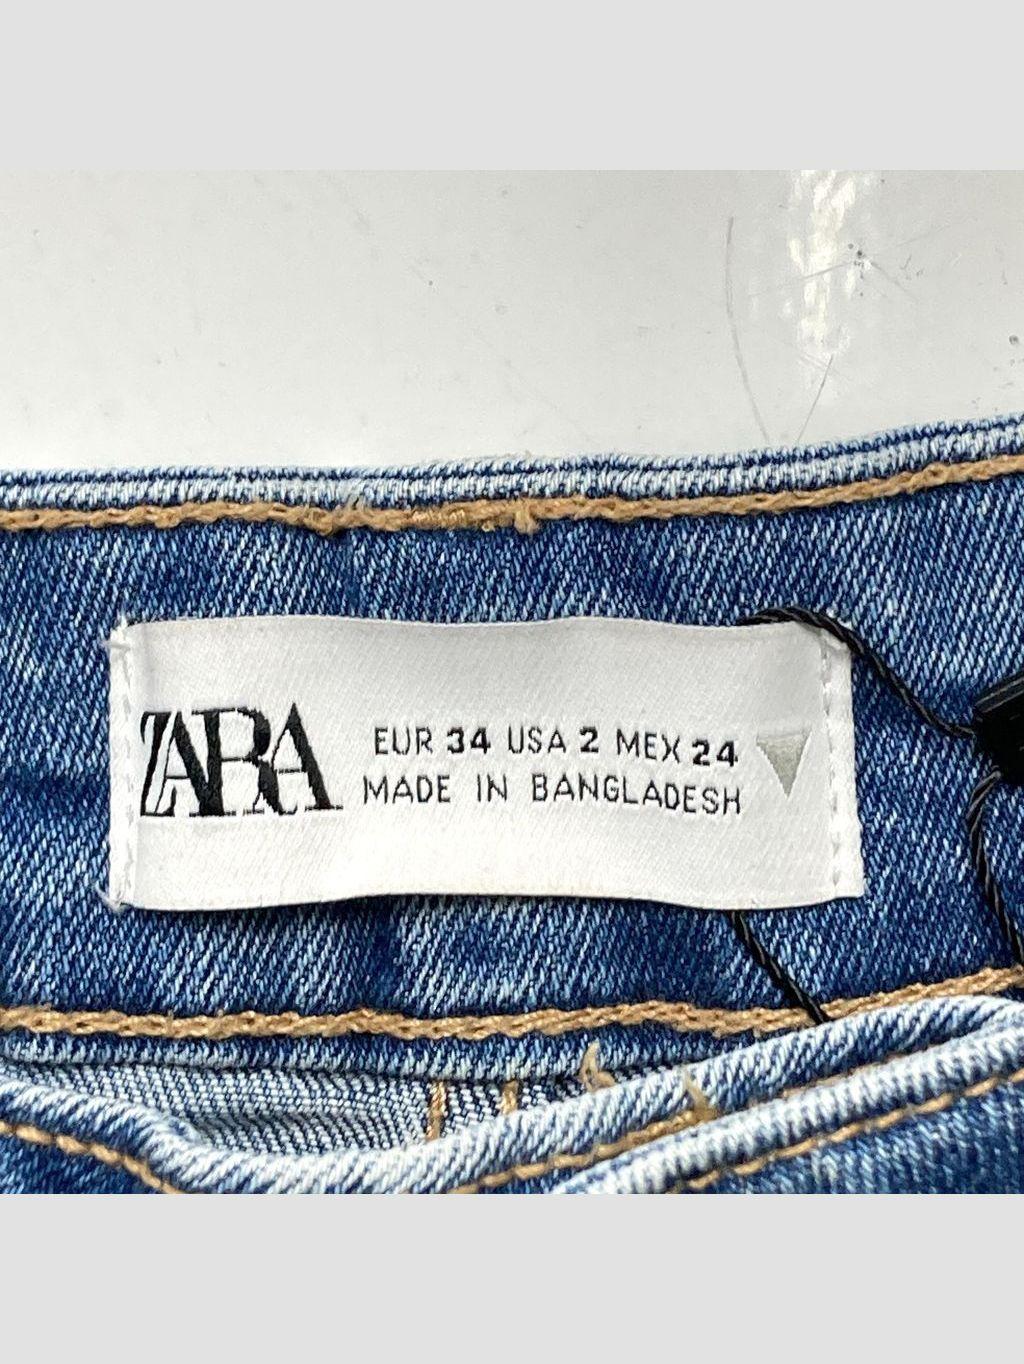 ZARA
EUR 34 USA 2 MEX 24
MADE IN BANGLADESH